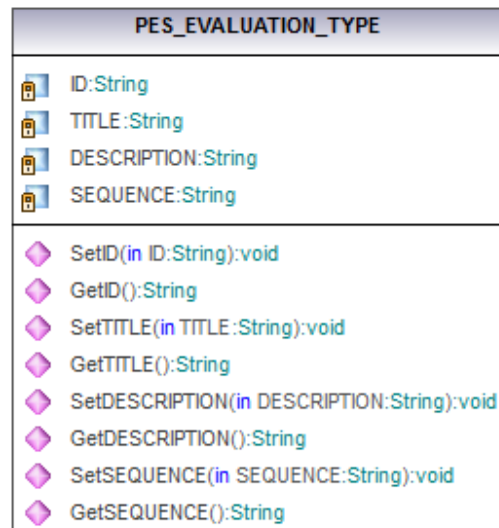 PES_EVALUATION_TYPE
ID:String
TITLE:String
DESCRIPTION:String
SEQUENCE:String
SetID(in ID:String):void
GetID():String
SetTITLE(in TITLE:String):void
GetTITLE():String
SetDESCRIPTION(in DESCRIPTION:String):void
GetDESCRIPTION():String
SetSEQUENCE(in SEQUENCE:String):void
GetSEQUENCE():String